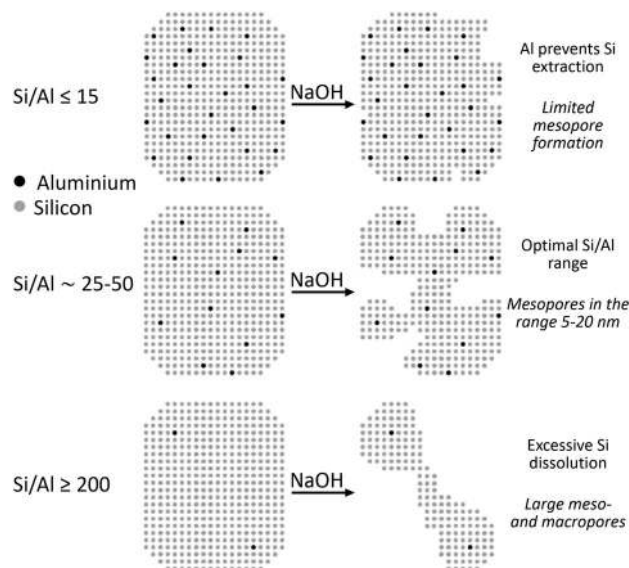 Si/Al ≤ 15
NaOH
Al prevents Si
extraction
Limited
mesopore
formation
Aluminium
Silicon
Si/Al ~ 25-50
NaOH
Optimal Si/Al
range
Mesopores in the
range 5-20 nm
Si/Al ≥ 200
NaOH
Excessive Si
dissolution
Large meso-
and macropores